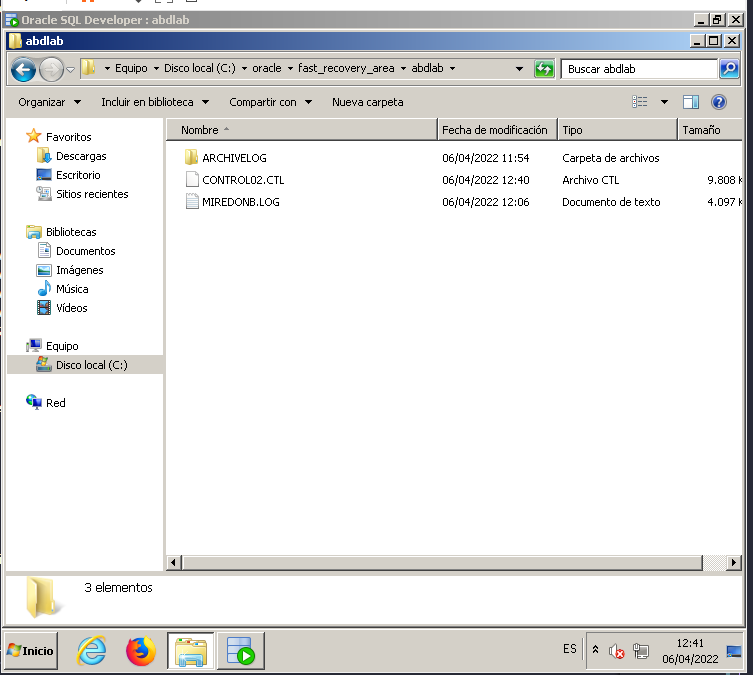 Oracle SQL Developer : abdlab
abdlab
Equipo Disco local (C:) oracle fast_recovery_area abdlab
Buscar abdlab
Organizar Incluir en biblioteca Compartir con Nueva carpeta
Nombre Fecha de modificación Tipo Tamaño
ARCHIVELOG 06/04/2022 11:54 Carpeta de archivos
CONTROL02.CTL 06/04/2022 12:40 Archivo CTL 9.808 K
MIREDONB.LOG 06/04/2022 12:06 Documento de texto 4.097 K
Favoritos
Descargas
Escritorio
Sitios recientes
Bibliotecas
Documentos
Imágenes
Música
Vídeos
Equipo
Disco local (C:)
Red
3 elementos
Inicio
ES
12:41
06/04/2022